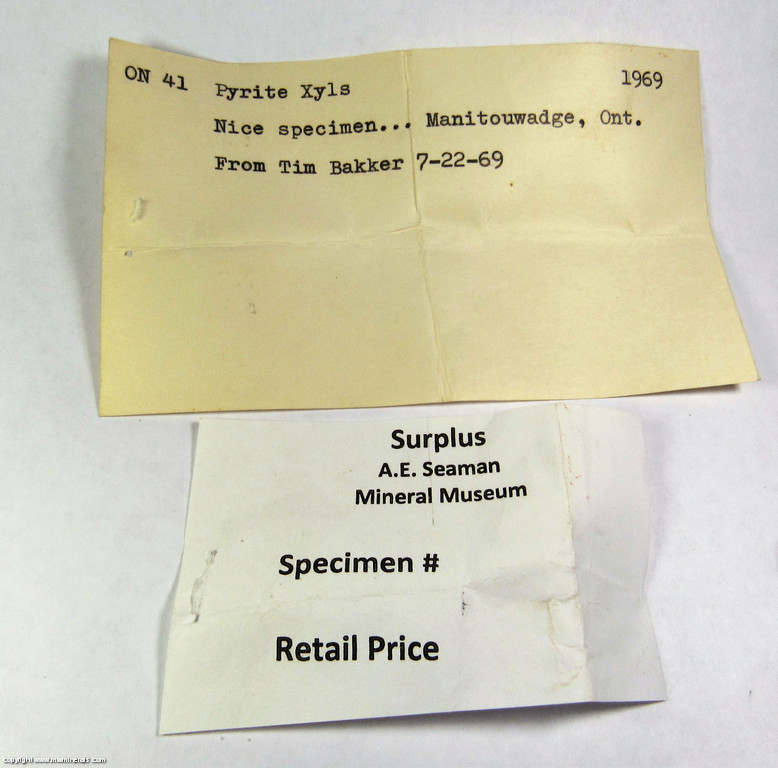 ON 41 Pyrite Xyls 1969
Nice specimen... Manitouwadge, Ont.
From Tim Bakker 7-22-69
Surplus
A.E. Seaman
Mineral Museum
Specimen #
Retail Price